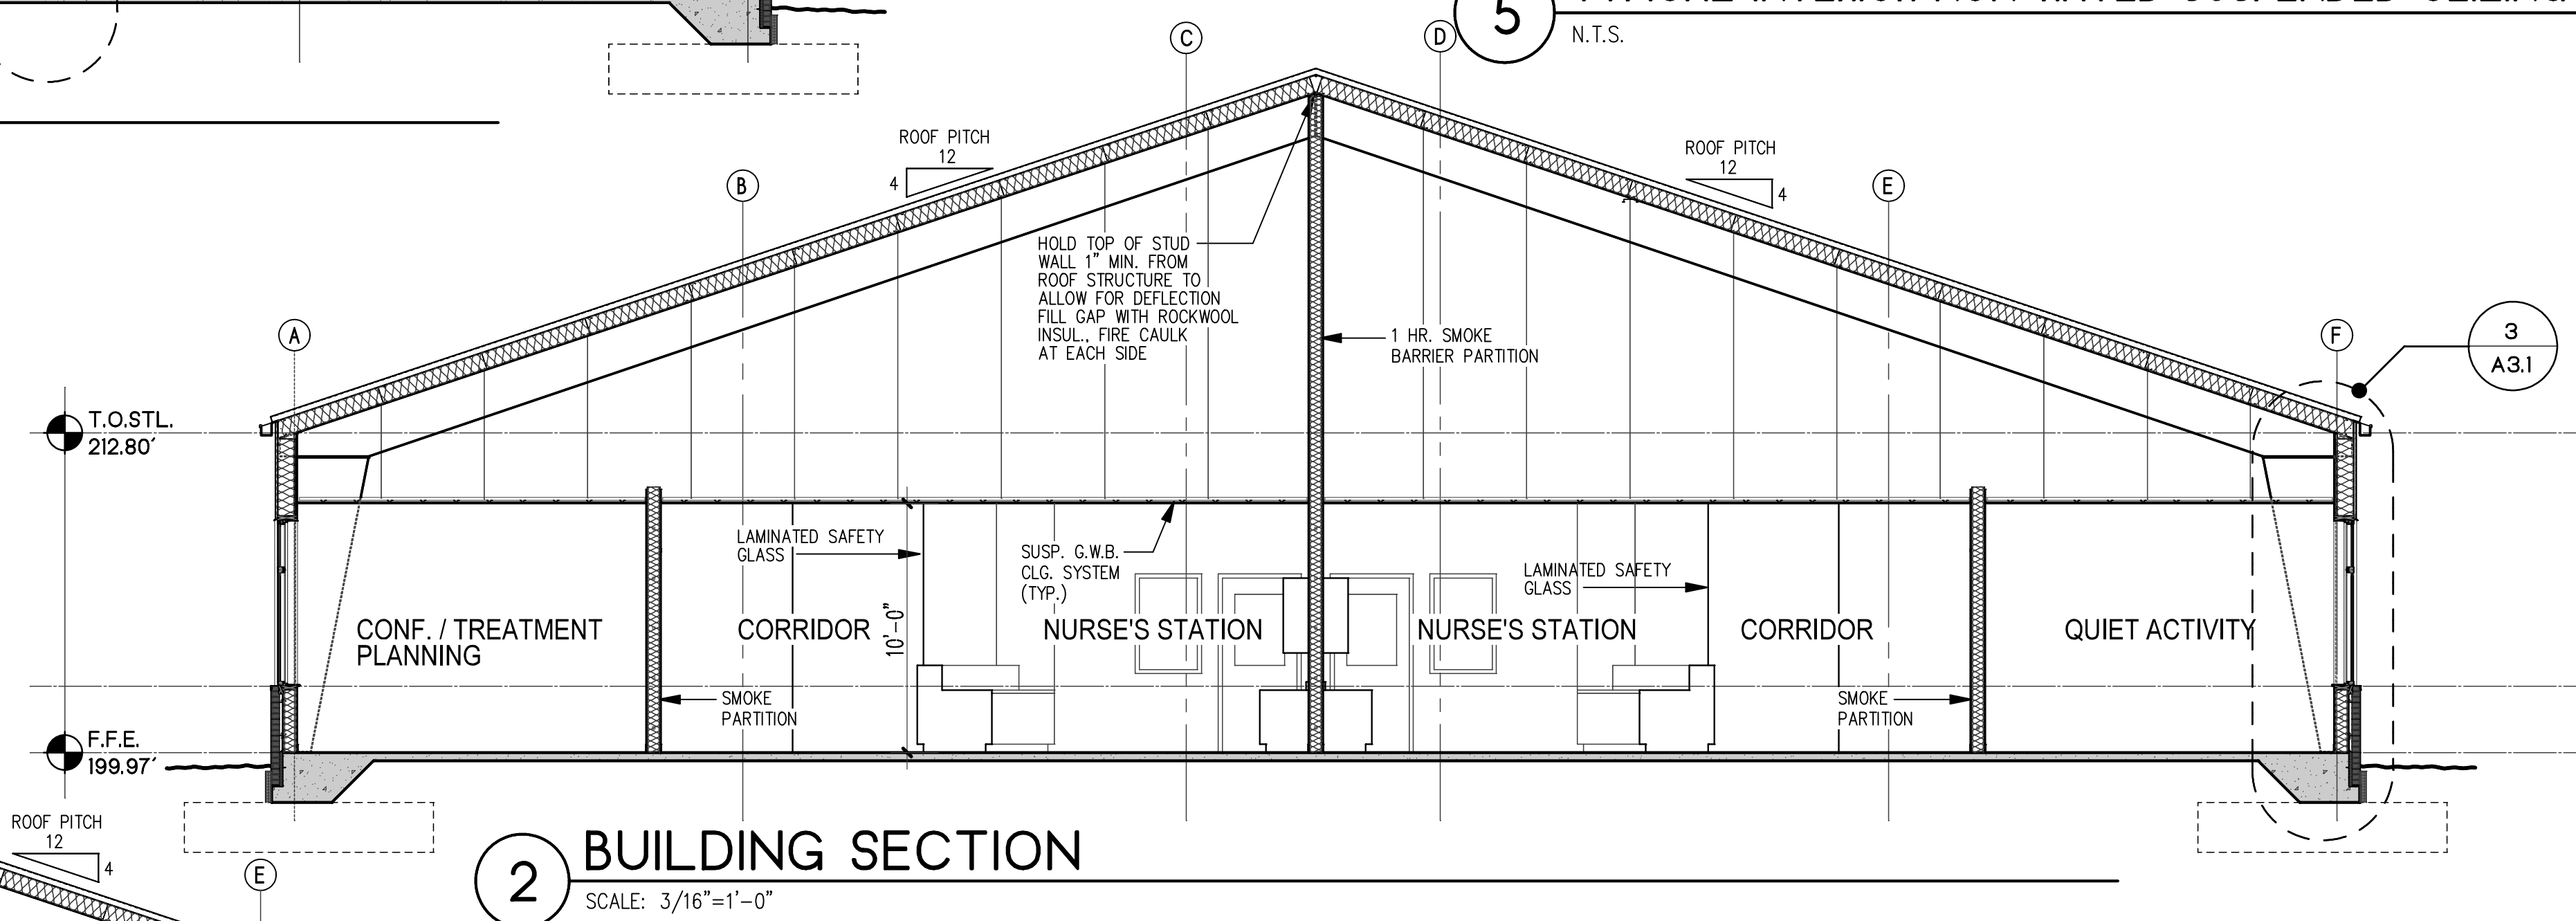 5
N.T.S.
C
D
ROOF PITCH
12
4
ROOF PITCH
12
4
B
E
HOLD TOP OF STUD
WALL 1" MIN. FROM
ROOF STRUCTURE TO
ALLOW FOR DEFLECTION
FILL GAP WITH ROCKWOOL
INSUL., FIRE CAULK
AT EACH SIDE
1 HR. SMOKE
BARRIER PARTITION
A
F
3
A3.1
T.O.STL.
212.80'
LAMINATED SAFETY
GLASS
SUSP. G.W.B.
CLG. SYSTEM
(TYP.)
LAMINATED SAFETY
GLASS
10'-0"
CONF. / TREATMENT
PLANNING
CORRIDOR
NURSE'S STATION
NURSE'S STATION
CORRIDOR
QUIET ACTIVITY
SMOKE
PARTITION
SMOKE
PARTITION
F.F.E.
199.97'
ROOF PITCH
12
4
E
2
BUILDING SECTION
SCALE: 3/16"=1'-0"